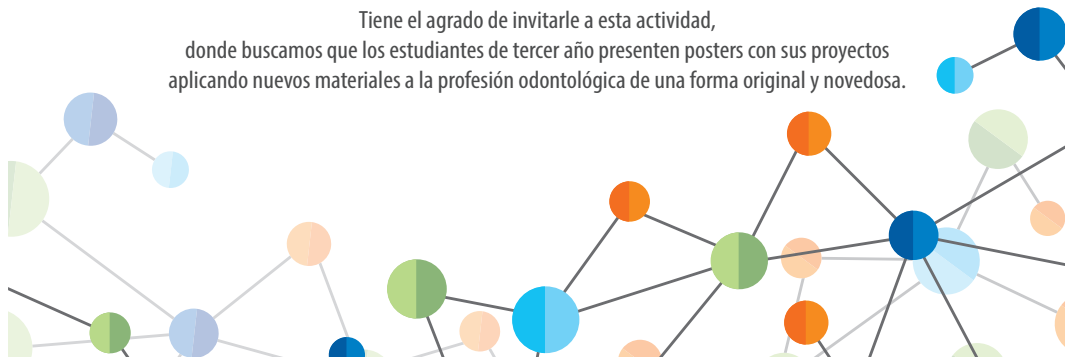 Tiene el agrado de invitarle a esta actividad,
donde buscamos que los estudiantes de tercer año presenten posters con sus proyectos
aplicando nuevos materiales a la profesión odontológica de una forma original y novedosa.